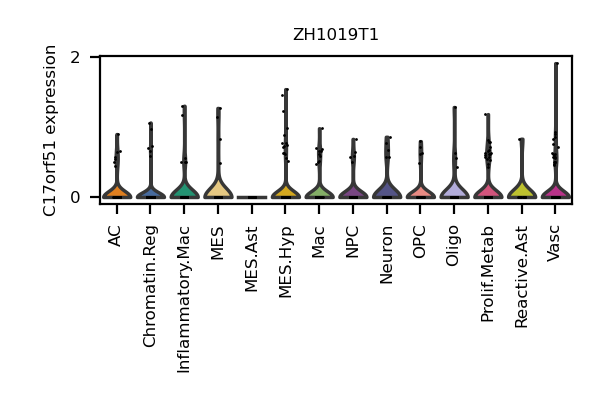 ZH1019T1
C17orf51 expression
2
0
AC
Chromatin.Reg
Inflammatory.Mac
MES
MES.Ast
MES.Hyp
Mac
NPC
Neuron
OPC
Oligo
Prolif.Metab
Reactive.Ast
Vasc